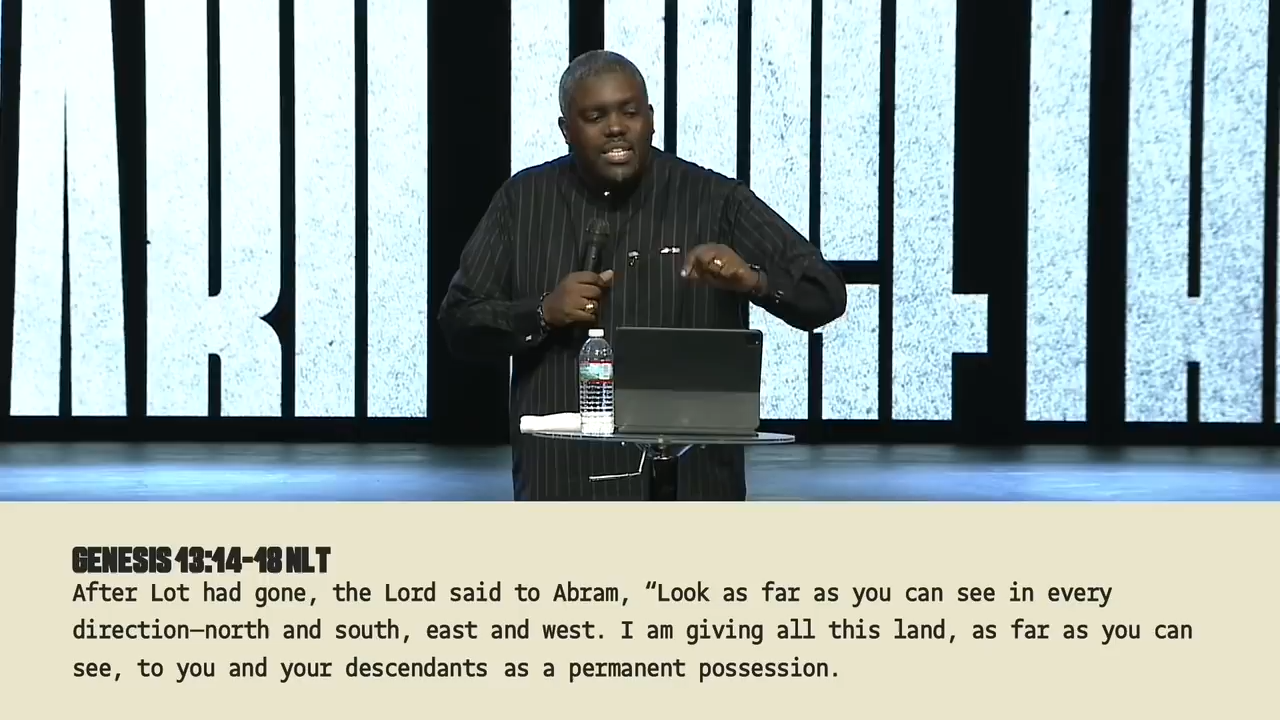 GENESIS 13:14-18 NLT
After Lot had gone, the Lord said to Abram, “Look as far as you can see in every
direction—north and south, east and west. I am giving all this land, as far as you can
see, to you and your descendants as a permanent possession.